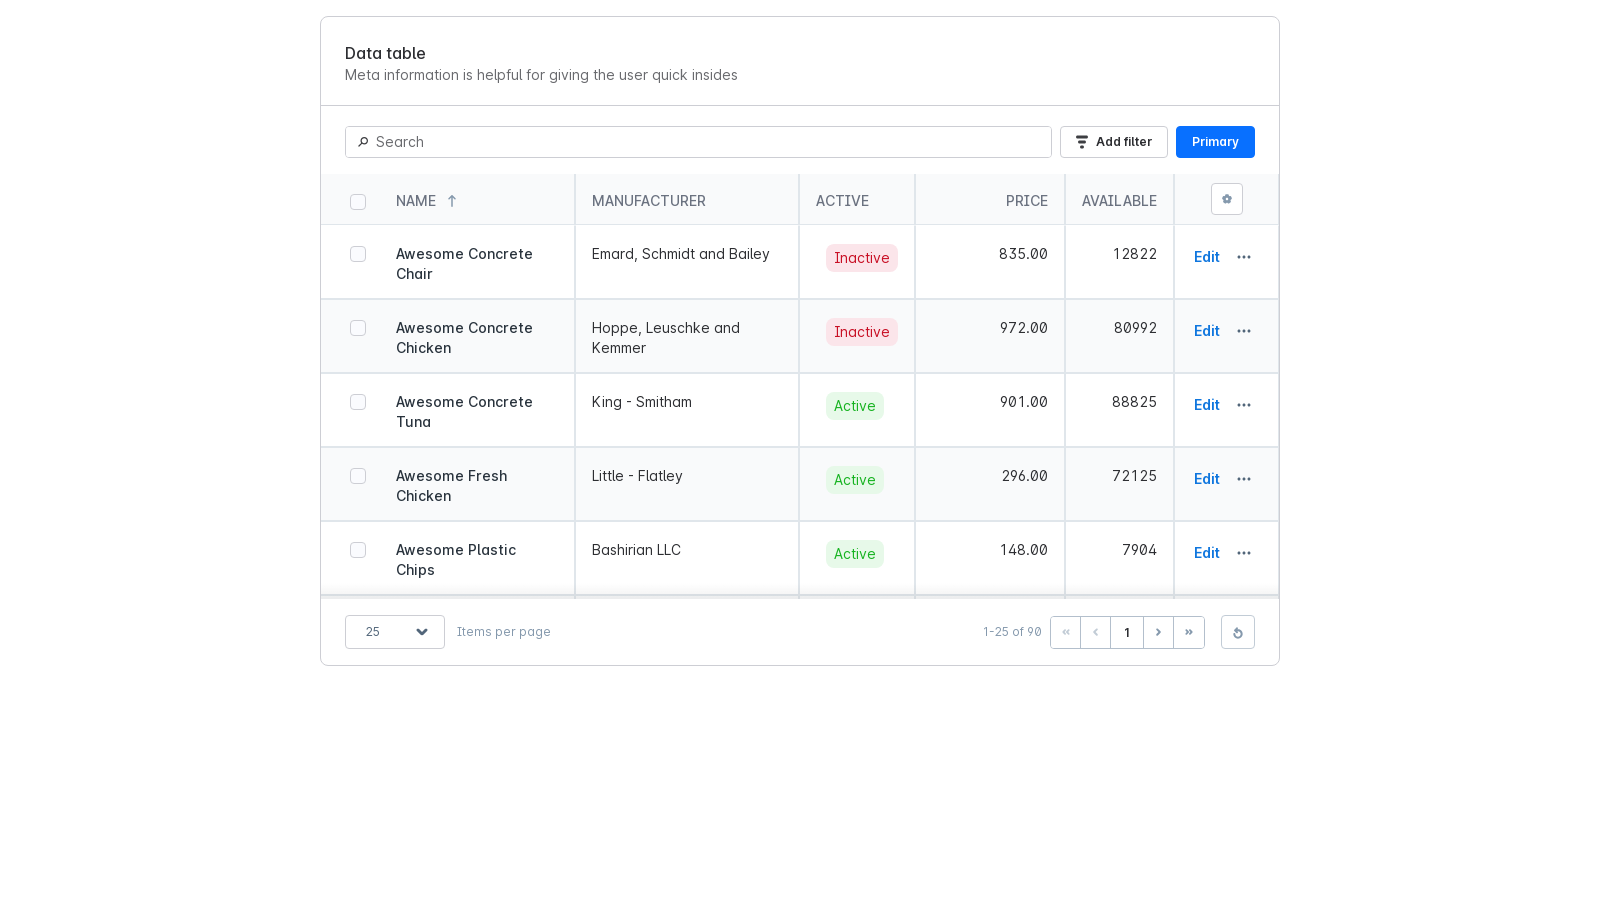 Data table
Meta information is helpful for giving the user quick insides
Search
Add filter
Primary
NAME MANUFACTURER ACTIVE PRICE AVAILABLE
Awesome Concrete Emard, Schmidt and Bailey Inactive 835.00 12822 Edit
Chair
Awesome Concrete Hoppe, Leuschke and Inactive 972.00 80992 Edit
Chicken Kemmer
Awesome Concrete King - Smitham Active 901.00 88825 Edit
Tuna
Awesome Fresh Little - Flatley Active 296.00 72125 Edit
Chicken
Awesome Plastic Bashirian LLC Active 148.00 7904 Edit
Chips
25 Items per page 1-25 of 90 « ‹ 1 › »